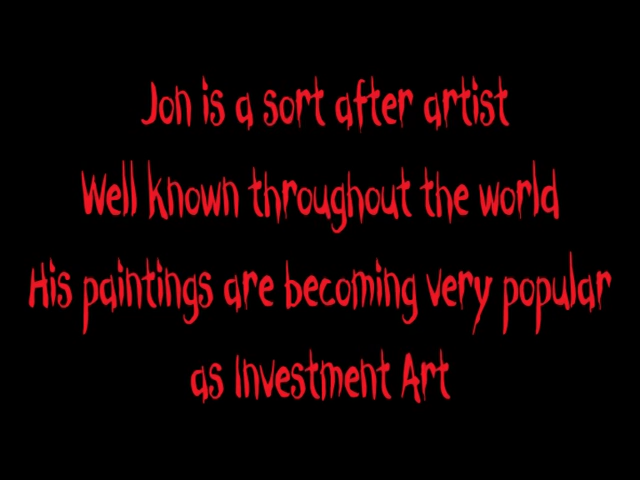 Jon is a sort after artist
Well known throughout the world
His paintings are becoming very popular
as Investment Art